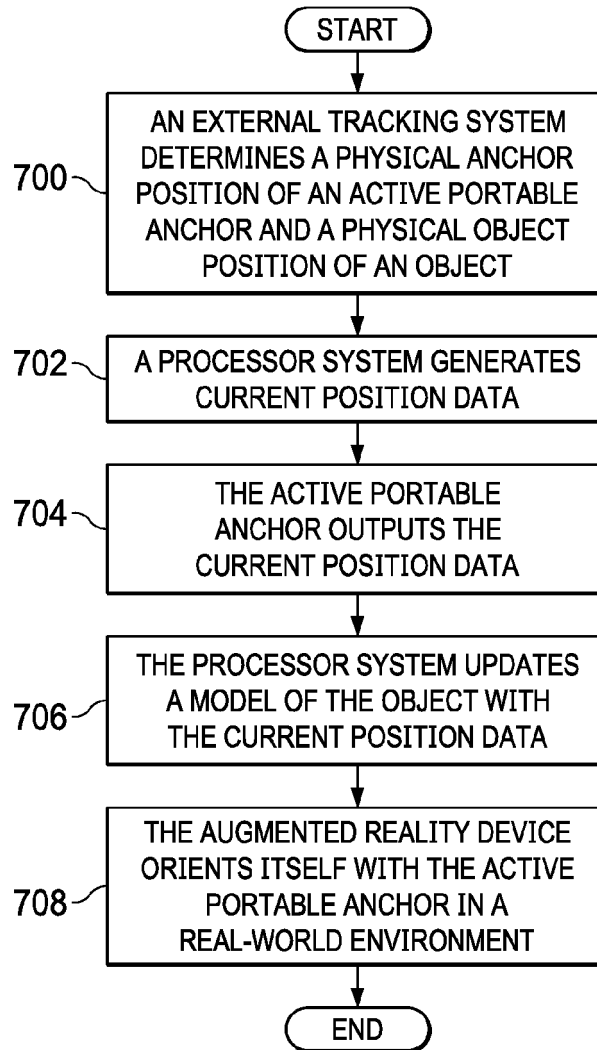 START
AN EXTERNAL TRACKING SYSTEM
DETERMINES A PHYSICAL ANCHOR
POSITION OF AN ACTIVE PORTABLE
ANCHOR AND A PHYSICAL OBJECT
POSITION OF AN OBJECT
700
A PROCESSOR SYSTEM GENERATES
CURRENT POSITION DATA
702
THE ACTIVE PORTABLE
ANCHOR OUTPUTS THE
CURRENT POSITION DATA
704
THE PROCESSOR SYSTEM UPDATES
A MODEL OF THE OBJECT WITH
THE CURRENT POSITION DATA
706
THE AUGMENTED REALITY DEVICE
ORIENTS ITSELF WITH THE ACTIVE
PORTABLE ANCHOR IN A
REAL-WORLD ENVIRONMENT
708
END